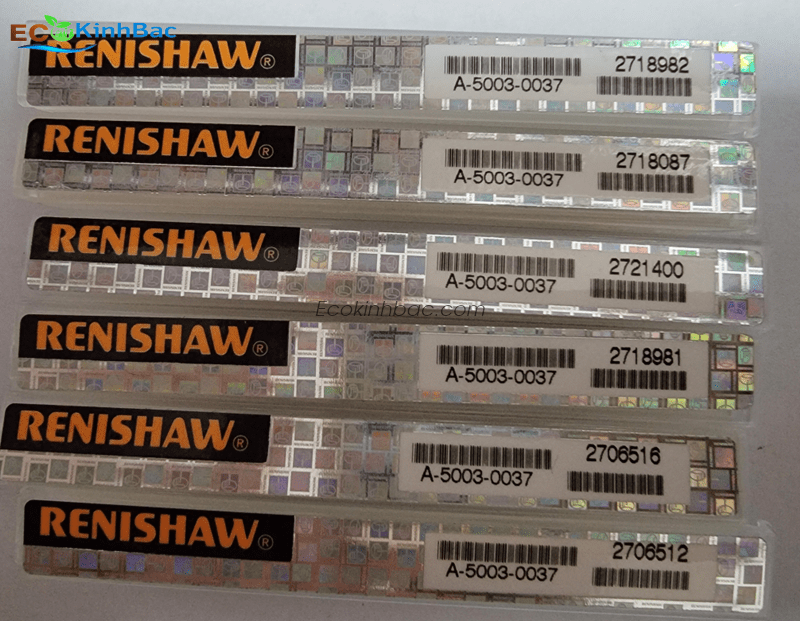 ECO KinhBac
RENISHAW® 2718982
A-5003-0037
RENISHAW® 2718087
A-5003-0037
RENISHAW® 2721400
A-5003-0037
Ecokinhbac.com
RENISHAW® 2718981
A-5003-0037
RENISHAW® 2706516
A-5003-0037
RENISHAW® 2706512
A-5003-0037